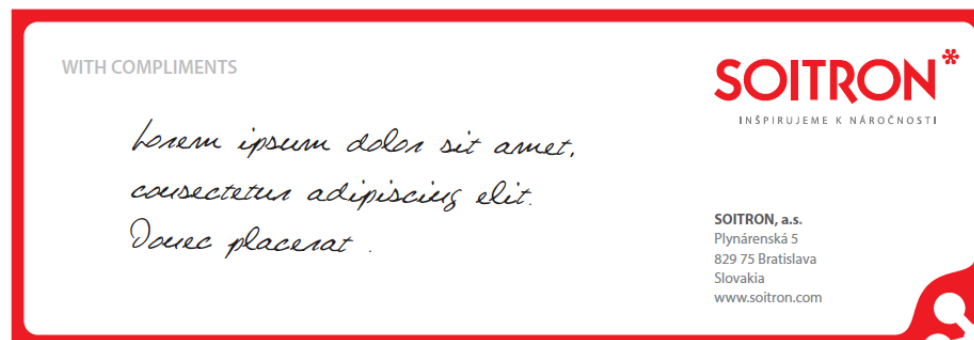 WITH COMPLIMENTS
Lorem ipsum dolor sit amet,
consectetur adipiscing elit.
Donec placerat.
SOITRON*
INŠPIRUJEME K NÁROČNOSTI
SOITRON, a.s.
Plynárenská 5
829 75 Bratislava
Slovakia
www.soitron.com